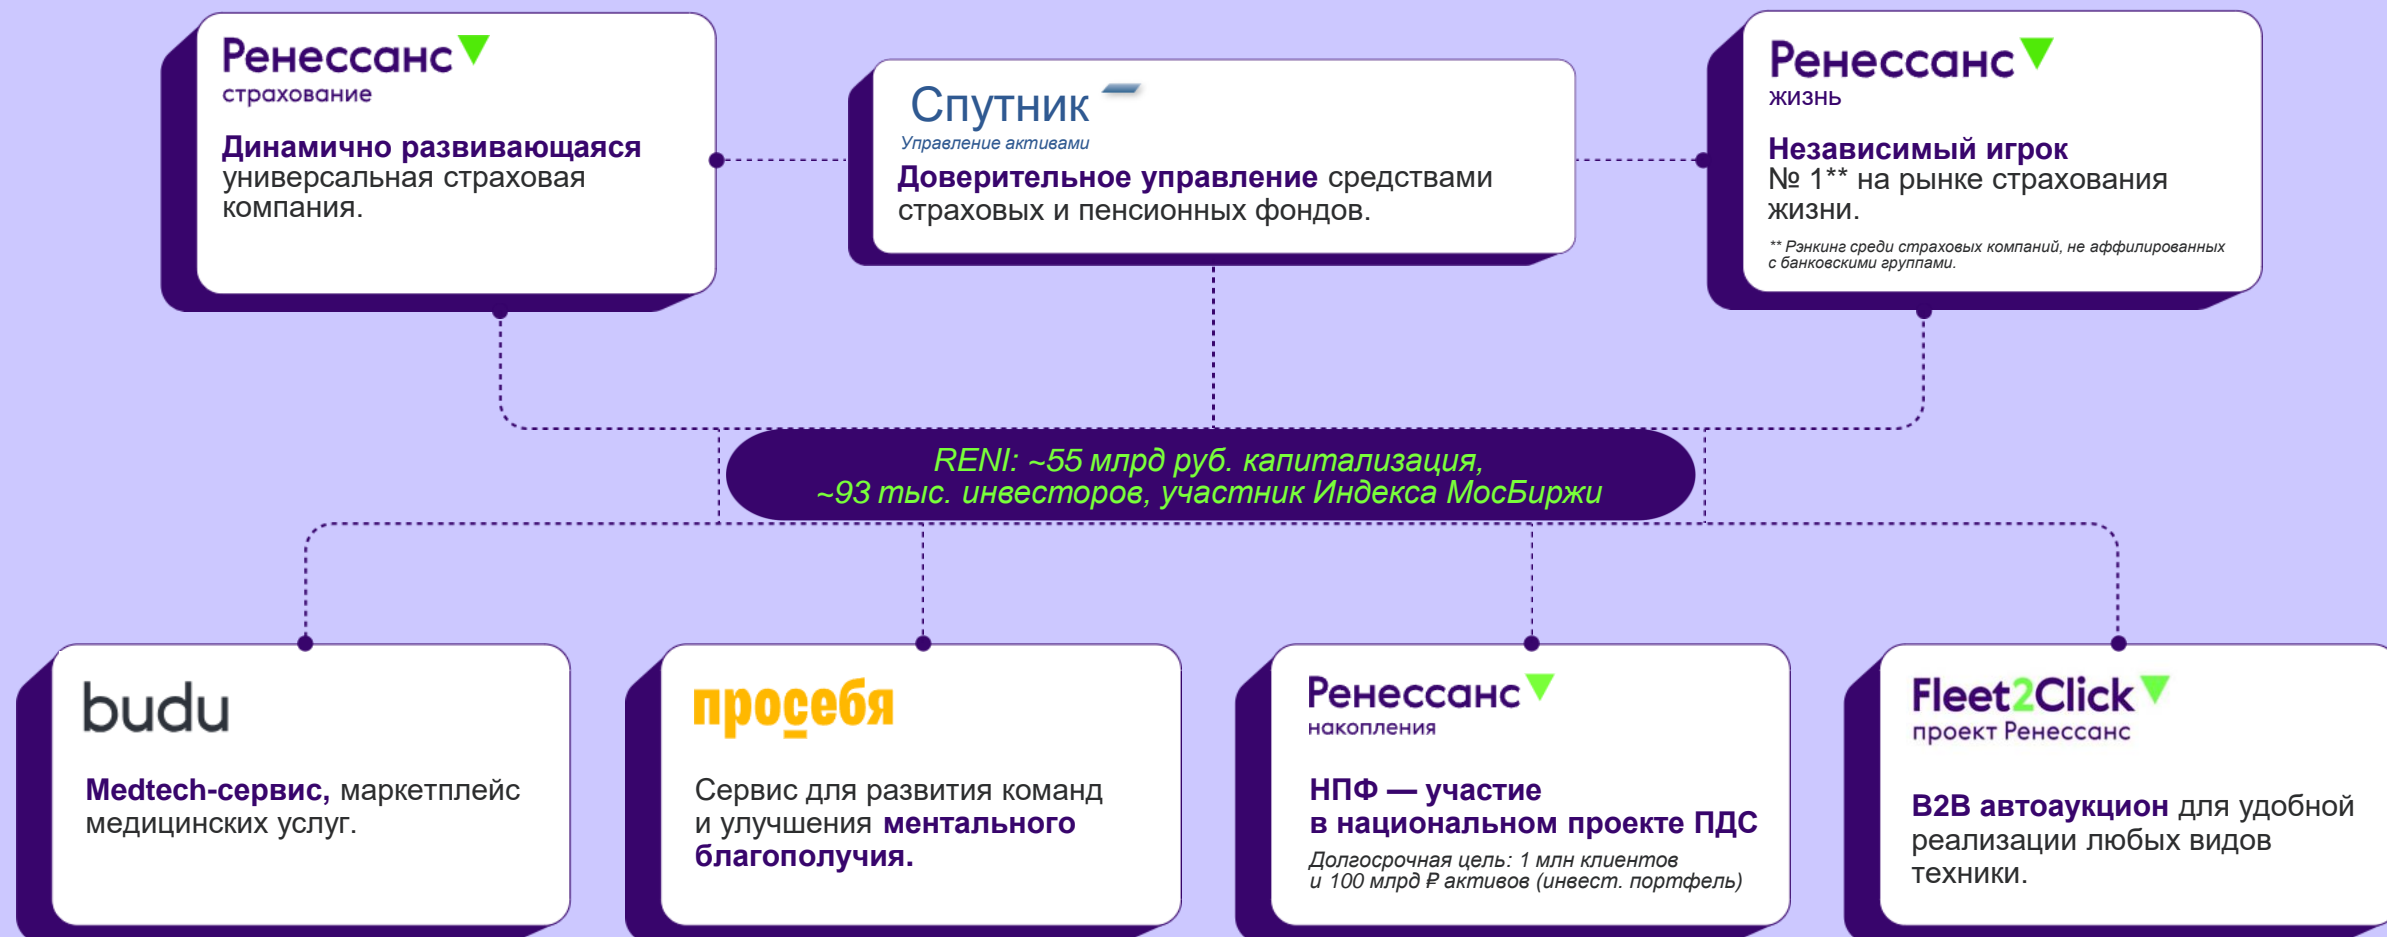 Ренессанс
страхование
Динамично развивающаяся
универсальная страховая
компания.
Спутник
Управление активами
Доверительное управление средствами
страховых и пенсионных фондов.
Ренессанс
жизнь
Независимый игрок
№ 1** на рынке страхования
жизни.
** Рэнкинг среди страховых компаний, не аффилированных
с банковскими группами.
RENI: ~55 млрд руб. капитализация,
~93 тыс. инвесторов, участник Индекса МосБиржи
budu
Medtech-сервис, маркетплейс
медицинских услуг.
просебя
Сервис для развития команд
и улучшения ментального
благополучия.
Ренессанс
накопления
НПФ — участие
в национальном проекте ПДС
Долгосрочная цель: 1 млн клиентов
и 100 млрд ₽ активов (инвест. портфель)
Fleet2Click
проект Ренессанс
B2B автоаукцион для удобной
реализации любых видов
техники.